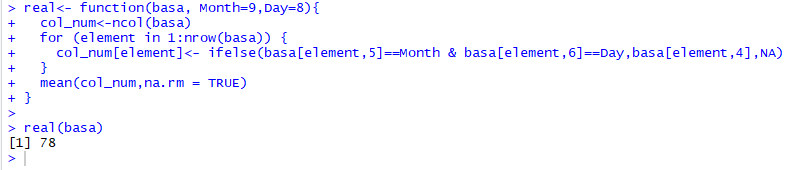 > real<- function(basa, Month=9,Day=8){
+   col_num<-ncol(basa)
+   for (element in 1:nrow(basa)) {
+     col_num[element]<- ifelse(basa[element,5]==Month & basa[element,6]==Day,basa[element,4],NA)
+   }
+   mean(col_num,na.rm = TRUE)
+ }
>
> real(basa)
[1] 78
>